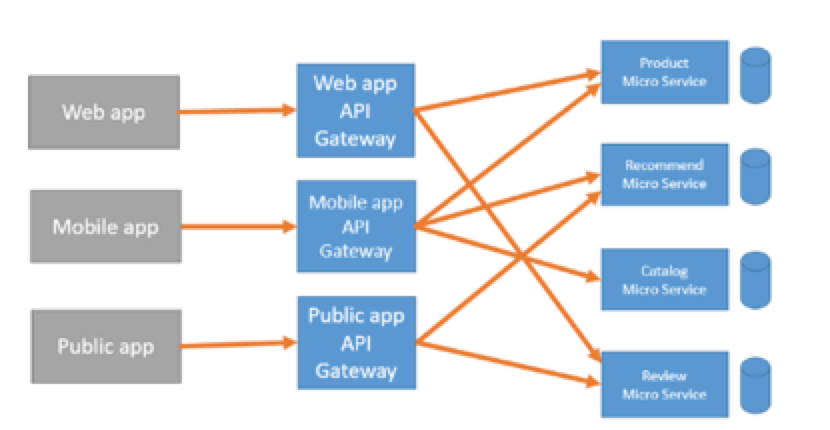 Web app
Web app
API
Gateway
Product
Micro Service
Mobile app
Mobile app
API
Gateway
Recommend
Micro Service
Catalog
Micro Service
Public app
Public app
API
Gateway
Review
Micro Service